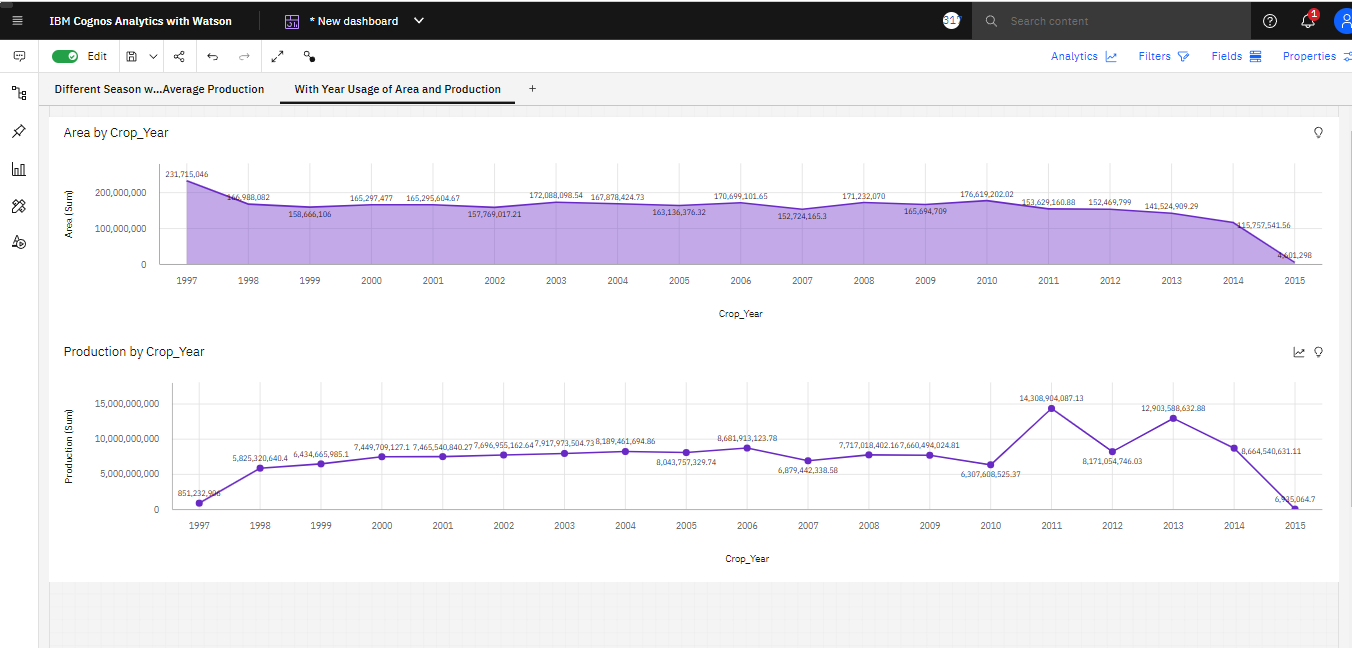 IBM Cognos Analytics with Watson
* New dashboard
31
Search content
1
Edit
Analytics
Filters
Fields
Properties
Different Season w...Average Production
With Year Usage of Area and Production
+
Area by Crop_Year
Area (Sum)
200,000,000
100,000,000
0
231,715,046
166,988,082
158,666,106
165,297,477
165,295,604.67
157,769,017.21
172,088,098.54
167,878,424.73
163,136,376.32
170,699,101.65
152,724,165.3
171,232,070
165,694,709
176,619,202.02
153,629,160.88
152,469,799
141,524,909.29
115,757,541.56
4,601,298
1997 1998 1999 2000 2001 2002 2003 2004 2005 2006 2007 2008 2009 2010 2011 2012 2013 2014 2015
Crop_Year
Production by Crop_Year
Production (Sum)
15,000,000,000
10,000,000,000
5,000,000,000
0
851,232,906
5,825,320,640.4
6,434,665,985.1
7,449,709,127.1
7,465,540,840.27
7,696,955,162.64
7,917,973,504.73
8,189,461,694.86
8,043,757,329.74
8,681,913,123.78
6,879,442,338.58
7,717,018,402.16
7,660,494,024.81
6,307,608,525.37
14,308,904,087.13
8,171,054,746.03
12,903,588,632.88
8,664,540,631.11
6,935,064.7
1997 1998 1999 2000 2001 2002 2003 2004 2005 2006 2007 2008 2009 2010 2011 2012 2013 2014 2015
Crop_Year